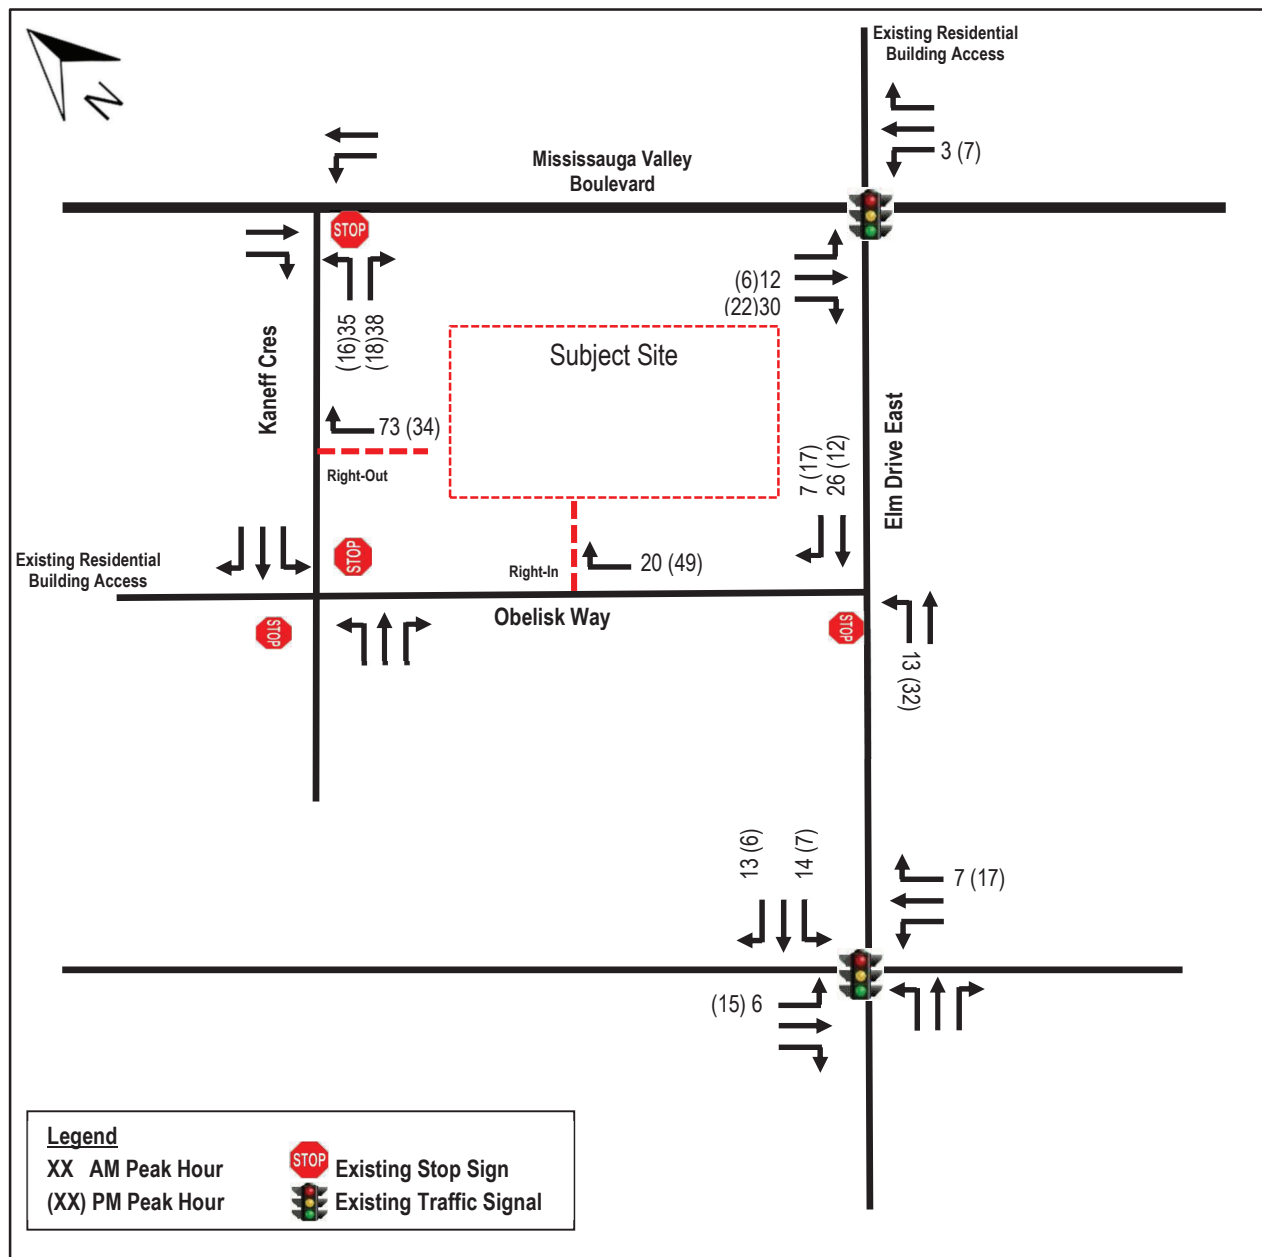 Existing Residential
Building Access
N
3 (7)
Mississauga Valley
Boulevard
STOP
(6)12
(22)30
(16)35
(18)38
Kaneff Cres
Subject Site
73 (34)
Right-Out
7 (17)
26 (12)
Elm Drive East
Existing Residential
Building Access
STOP
Right-In
20 (49)
Obelisk Way
STOP
STOP
13 (32)
13 (6)
14 (7)
7 (17)
(15) 6
Legend
XX AM Peak Hour
STOP Existing Stop Sign
(XX) PM Peak Hour
Existing Traffic Signal